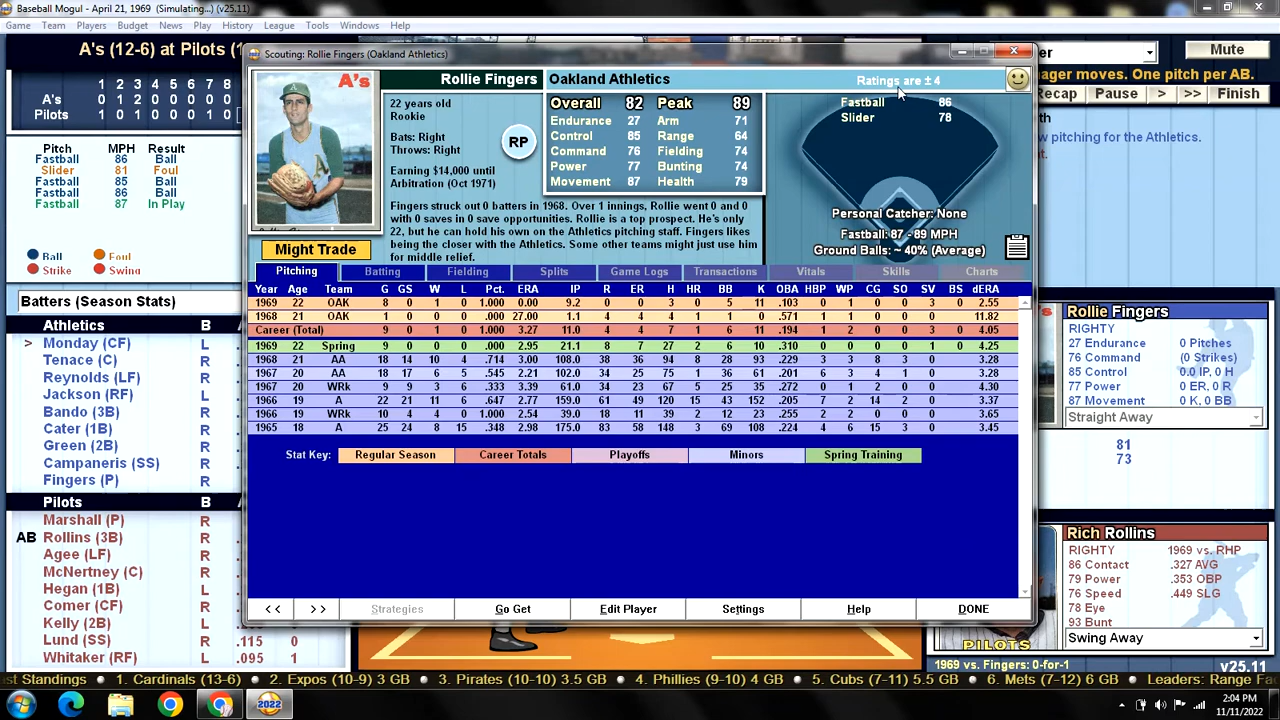 Baseball Mogul - April 21, 1969 (Simulating...) (v25.11)
Game Team Players Budget News Play History League Tools Windows Help
A's (12-6) at Pilots (1
1 2 3 4 5 6 7 8
A's 0 1 2 0 0 0 0 0
Pilots 1 0 1 0 0 0 0 0
Pitch MPH Result
Fastball 86 Ball
Slider 81 Foul
Fastball 85 Ball
Fastball 86 Ball
Fastball 87 In Play
Ball Foul
Strike Swing
Batters (Season Stats)
Athletics B
> Monday (CF) L
Tenace (C) R
Reynolds (LF) L
Jackson (RF) L
Bando (3B) R
Cater (1B) R
Green (2B) R
Campaneris (SS) R
Fingers (P) R
Pilots B
Marshall (P) R
AB Rollins (3B) R
Agee (LF) R
McNertney (C) R
Hegan (1B) L
Comer (CF) R
Kelly (2B) L
Lund (SS) R .115 0
Whitaker (RF) L .095 1
Scouting: Rollie Fingers (Oakland Athletics)
A's
Rollie Fingers
22 years old
Rookie
Bats: Right
Throws: Right
Earning $14,000 until
Arbitration (Oct 1971)
RP
Oakland Athletics
Overall 82 Peak 89
Endurance 27 Arm 71
Control 85 Range 64
Command 76 Fielding 74
Power 77 Bunting 74
Movement 87 Health 79
Ratings are ± 4
Fastball 86
Slider 78
Personal Catcher: None
Fastball: 87 - 89 MPH
Ground Balls: ~ 40% (Average)
Fingers struck out 0 batters in 1968. Over 1 innings, Rollie went 0 and
0 with 0 saves in 0 save opportunities. Rollie is a top prospect. He's only
22, but he can hold his own on the Athletics pitching staff. Fingers likes
being the closer with the Athletics. Some other teams might just use him
for middle relief.
Might Trade
Pitching Batting Fielding Splits Game Logs Transactions Vitals Skills Charts
Year Age Team G GS W L Pct. ERA IP R ER H HR BB K OBA HBP WP CG SO SV BS dERA
1969 22 OAK 8 0 1 0 1.000 0.00 9.2 0 0 3 0 5 11 .103 0 1 0 0 3 0 2.55
1968 21 OAK 1 0 0 0 .000 27.00 1.1 4 4 4 1 1 0 .571 1 1 0 0 0 0 11.82
Career (Total) 9 0 1 0 1.000 3.27 11.0 4 4 7 1 6 11 .194 1 2 0 0 3 0 4.05
1969 22 Spring 9 0 0 0 .000 2.95 21.1 8 7 27 2 6 10 .310 0 0 0 0 1 0 4.25
1968 21 AA 18 14 10 4 .714 3.00 108.0 38 36 94 8 28 93 .229 3 3 8 3 0 0 3.28
1967 20 AA 18 17 6 5 .545 2.21 102.0 34 25 75 1 36 61 .212 6 3 4 1 0 0 3.28
1967 20 WRk 9 9 3 6 .333 3.39 61.0 34 23 67 5 25 35 .272 3 1 2 0 0 0 4.30
1966 19 A 22 21 11 6 .647 2.77 159.0 61 49 120 15 43 152 .205 7 2 14 2 0 0 3.37
1966 19 WRk 10 4 4 0 1.000 2.54 39.0 18 11 39 2 12 23 .255 2 2 0 0 0 0 3.65
1965 18 A 25 24 8 15 .348 2.98 175.0 83 58 148 3 69 108 .224 4 6 15 3 0 0 3.45
Stat Key: Regular Season Career Totals Playoffs Minors Spring Training
<< >> Strategies Go Get Edit Player Settings Help DONE
Mute
anager moves. One pitch per AB.
Recap Pause > >> Finish
w pitching for the Athletics.
Rollie Fingers
RIGHTY
27 Endurance 0 Pitches
76 Command (0 Strikes)
85 Control 0.0 IP, 0 H
77 Power 0 ER, 0 R
87 Movement 0 K, 0 BB
Straight Away
81
73
Rich Rollins
RIGHTY 1969 vs. RHP
86 Contact .327 AVG
79 Power .353 OBP
76 Speed .449 SLG
78 Eye
93 Bunt
Swing Away
PILOTS
1969 vs. Fingers: 0-for-1
v25.11
st Standings • 1. Cardinals (13-6) • 2. Expos (10-9) 3 GB • 3. Pirates (10-10) 3.5 GB • 4. Phillies (9-10) 4 GB • 5. Cubs (7-11) 5.5 GB • 6. Mets (7-12) 6 GB • Leaders: Range Fa
2022
2:04 PM
11/11/2022